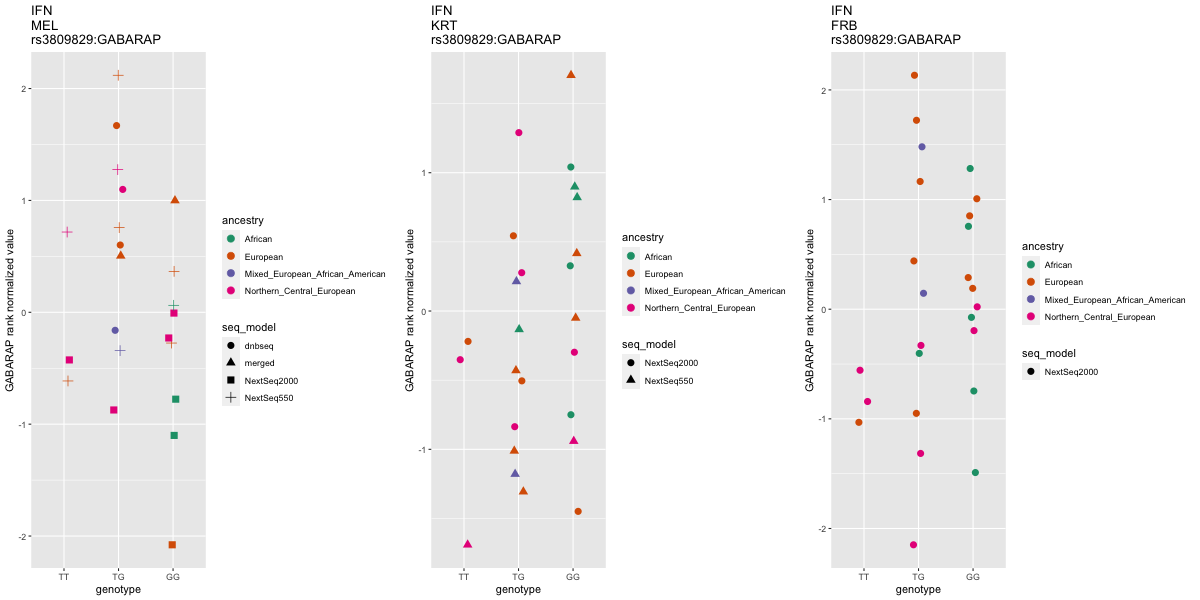 IFN
MEL
rs3809829:GABARAP
GABARAP rank normalized value
2
1
0
-1
-2
TT TG GG
genotype
ancestry
African
European
Mixed_European_African_American
Northern_Central_European
seq_model
dnbseq
merged
NextSeq2000
NextSeq550
IFN
KRT
rs3809829:GABARAP
GABARAP rank normalized value
1
0
-1
TT TG GG
genotype
ancestry
African
European
Mixed_European_African_American
Northern_Central_European
seq_model
NextSeq2000
NextSeq550
IFN
FRB
rs3809829:GABARAP
GABARAP rank normalized value
2
1
0
-1
-2
TT TG GG
genotype
ancestry
African
European
Mixed_European_African_American
Northern_Central_European
seq_model
NextSeq2000